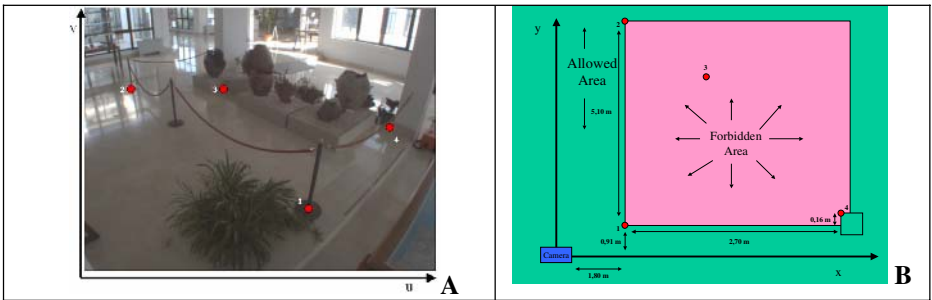 v
2
3
4
1
u
A
y
2
3
Allowed
Area
5,10 m
Forbidden
Area
4
0,16 m
1
0,91 m
2,70 m
Camera
1,80 m
x
B